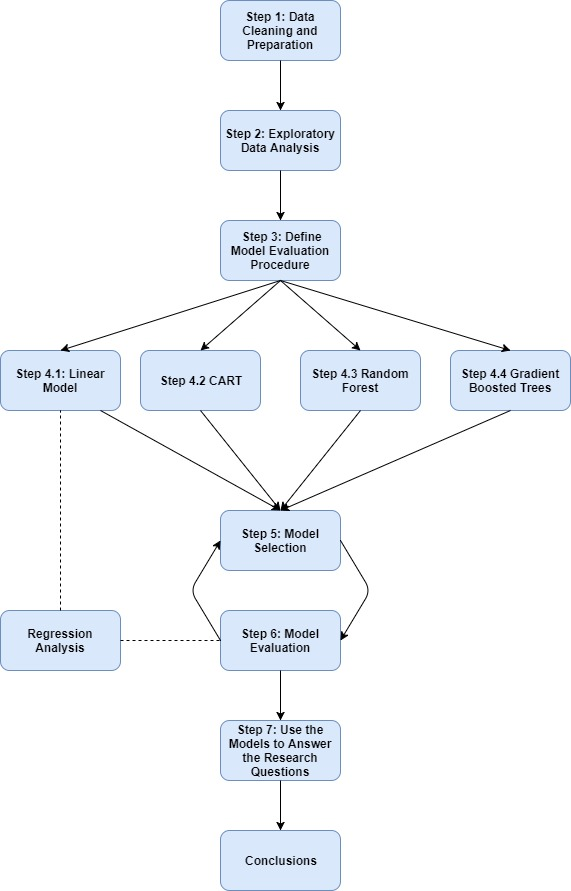 Step 1: Data
Cleaning and
Preparation
Step 2: Exploratory
Data Analysis
Step 3: Define
Model Evaluation
Procedure
Step 4.1: Linear
Model
Step 4.2 CART
Step 4.3 Random
Forest
Step 4.4 Gradient
Boosted Trees
Step 5: Model
Selection
Regression
Analysis
Step 6: Model
Evaluation
Step 7: Use the
Models to Answer
the Research
Questions
Conclusions